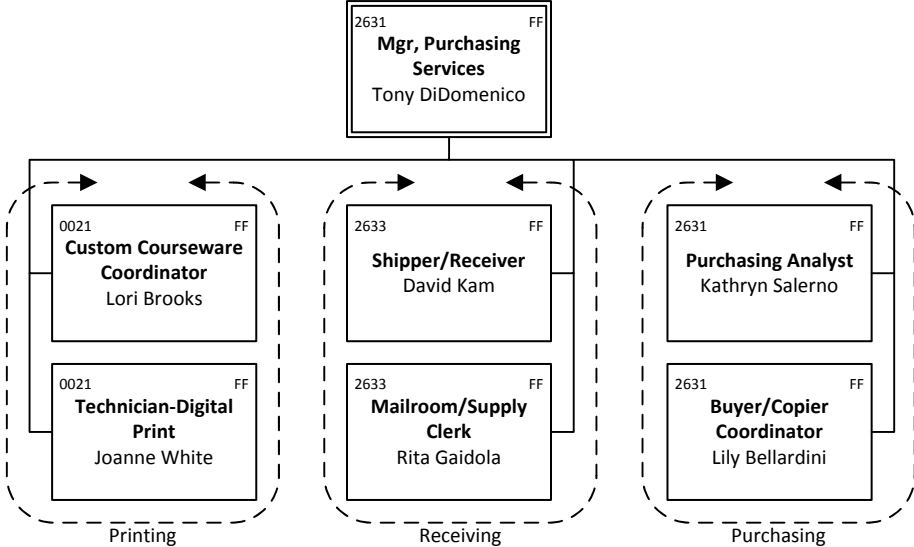 2631 FF
Mgr, Purchasing
Services
Tony DiDomenico
0021 FF
Custom Courseware
Coordinator
Lori Brooks
2633 FF
Shipper/Receiver
David Kam
2631 FF
Purchasing Analyst
Kathryn Salerno
0021 FF
Technician-Digital
Print
Joanne White
2633 FF
Mailroom/Supply
Clerk
Rita Gaidola
2631 FF
Buyer/Copier
Coordinator
Lily Bellardini
Printing
Receiving
Purchasing